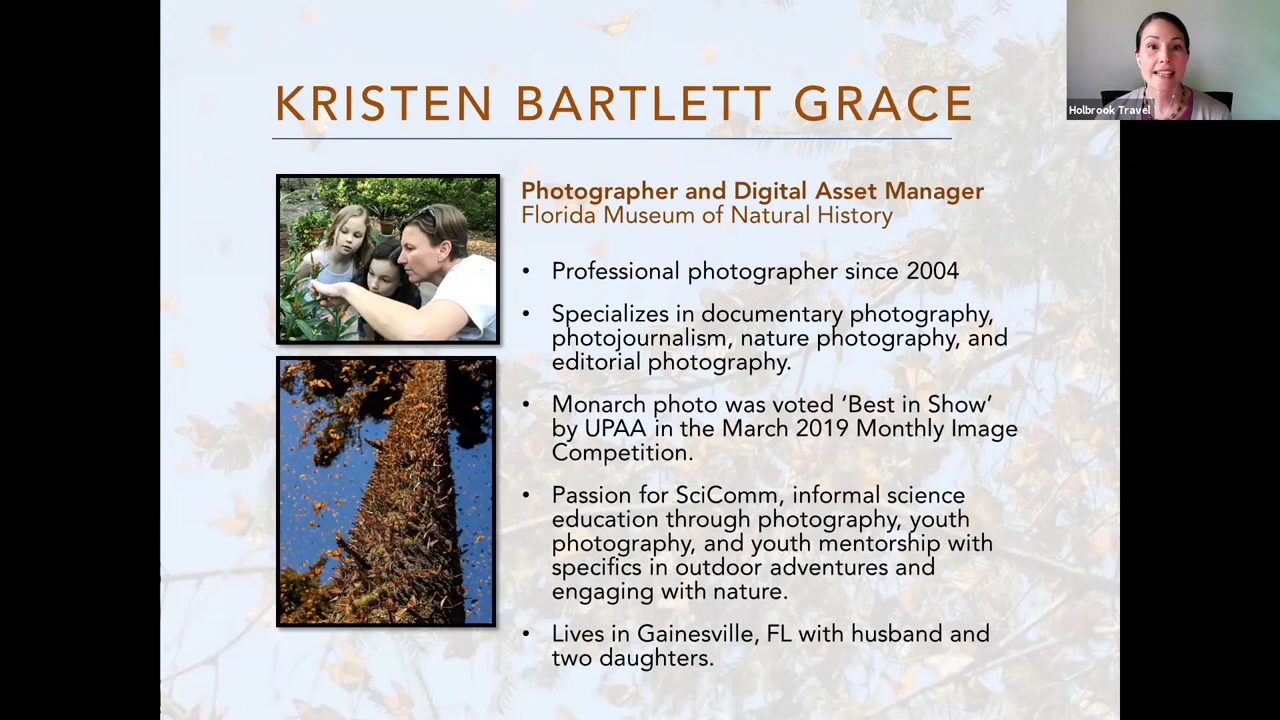 KRISTEN BARTLETT GRACE
Holbrook Travel
Photographer and Digital Asset Manager
Florida Museum of Natural History
• Professional photographer since 2004
• Specializes in documentary photography,
photojournalism, nature photography, and
editorial photography.
• Monarch photo was voted ‘Best in Show’
by UPAA in the March 2019 Monthly Image
Competition.
• Passion for SciComm, informal science
education through photography, youth
photography, and youth mentorship with
specifics in outdoor adventures and
engaging with nature.
• Lives in Gainesville, FL with husband and
two daughters.